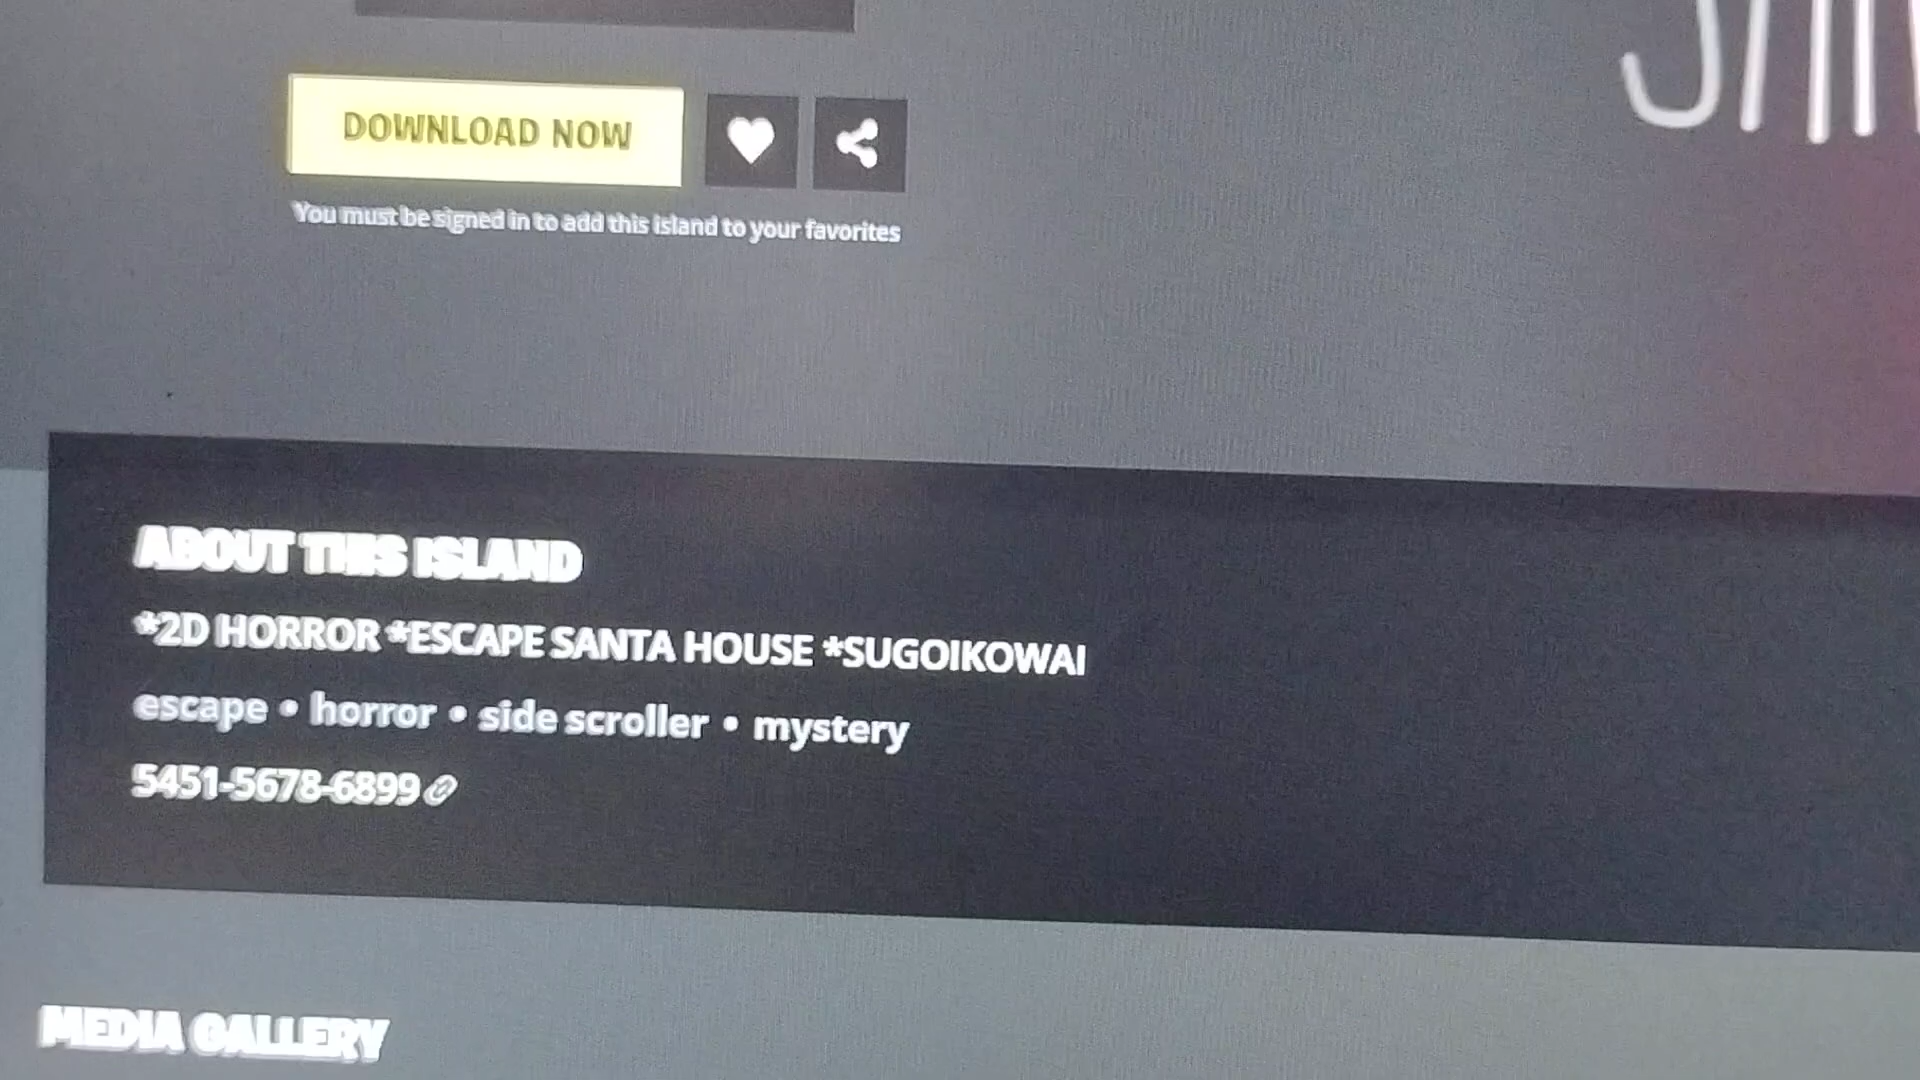 DOWNLOAD NOW
You must be signed in to add this island to your favorites
ABOUT THIS ISLAND
*2D HORROR *ESCAPE SANTA HOUSE *SUGOIKOWAI
escape • horror • side scroller • mystery
5451-5678-6899
MEDIA GALLERY